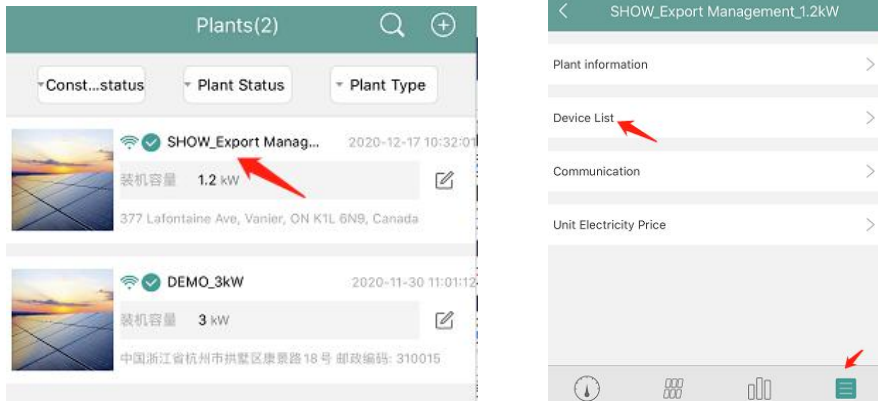 Plants(2)
Const...status
Plant Status
Plant Type
SHOW_Export Manag...
2020-12-17 10:32:01
装机容量 1.2 kW
377 Lafontaine Ave, Vanier, ON K1L 6N9, Canada
DEMO_3kW
2020-11-30 11:01:12
装机容量 3 kW
中国浙江省杭州市拱墅区康景路18号 邮政编码: 310015
SHOW_Export Management_1.2kW
Plant information
Device List
Communication
Unit Electricity Price